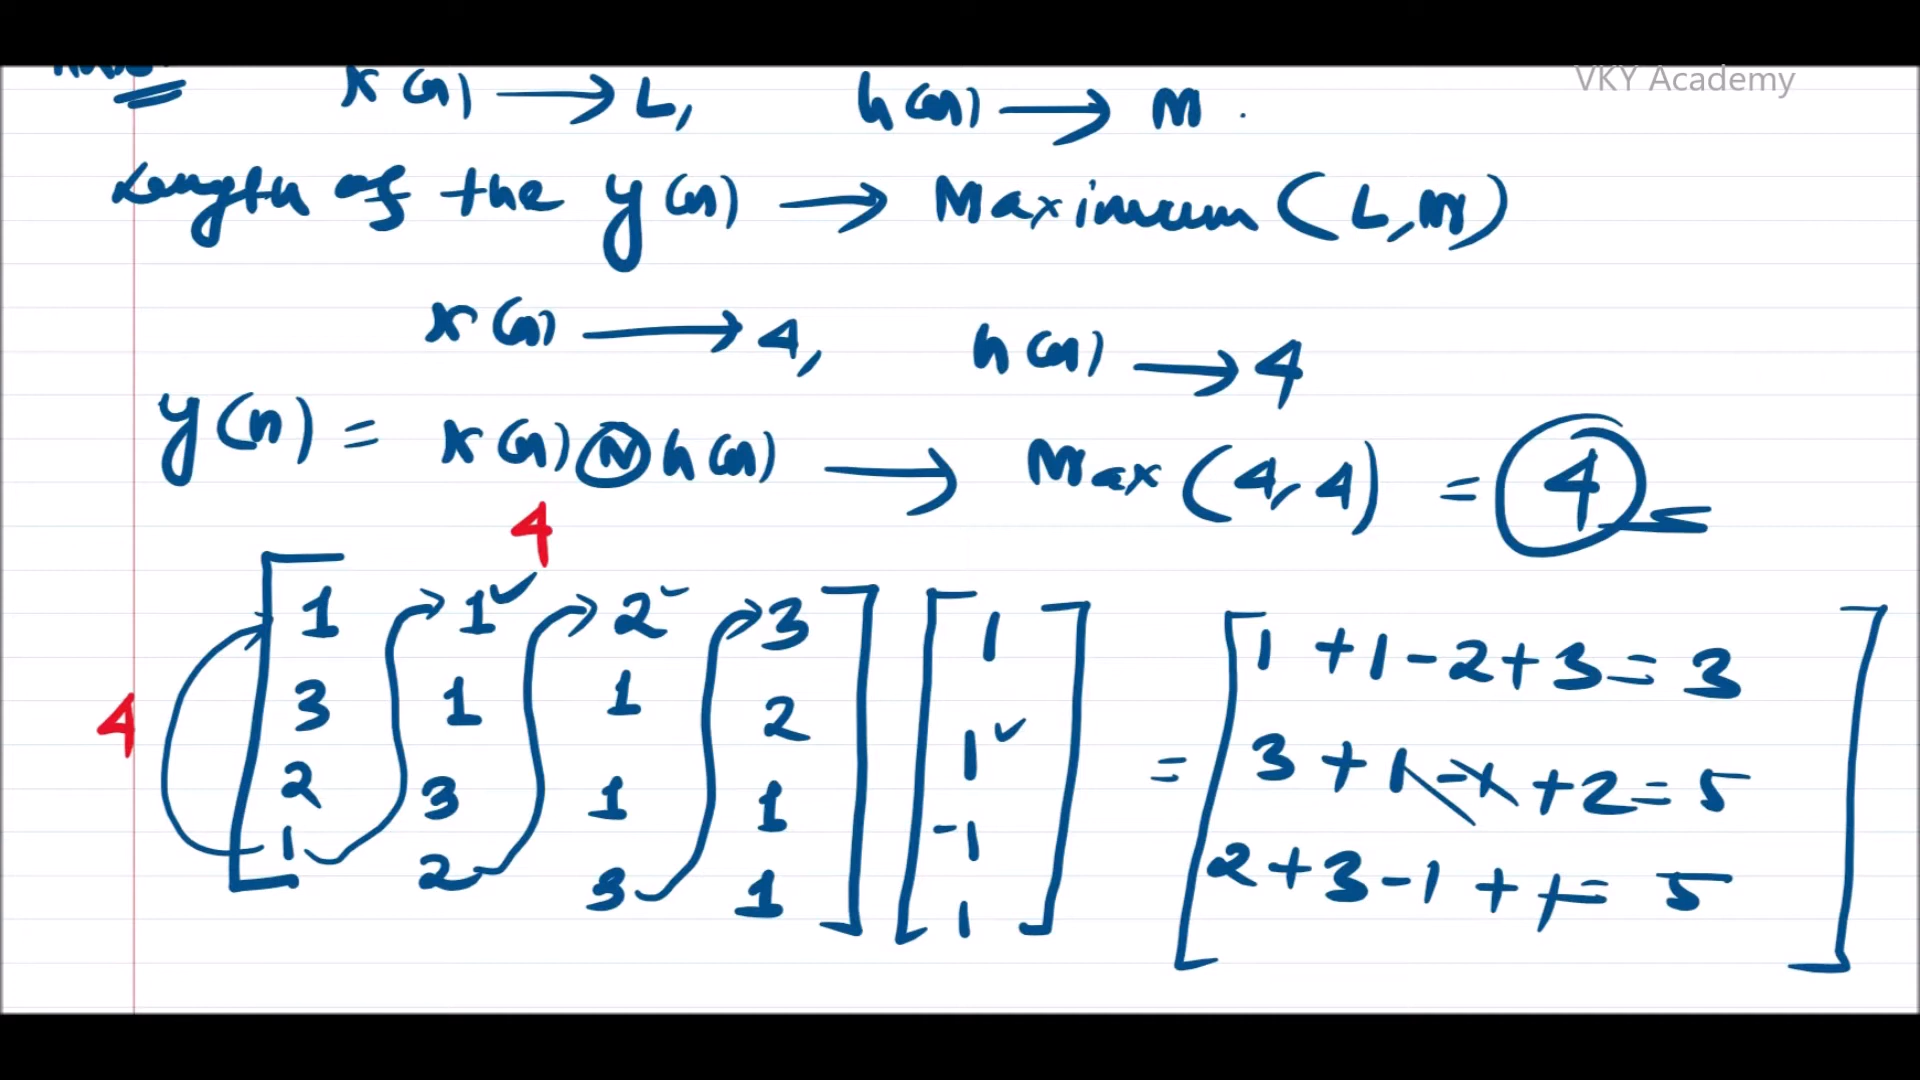 VKY Academy
x(n) → L, h(n) → M.
Length of the y(n) → Maximum (L,M)
x(n) → 4, h(n) → 4
y(n) = x(n) Ⓝ h(n) → Max (4,4) = 4
4
1 1 2 3 1 1 + 1 - 2 + 3 = 3
4 3 1 1 2 1 = 3 + 1 - 1 + 2 = 5
2 3 1 1 -1 2 + 3 - 1 + 1 = 5
1 2 3 1 1